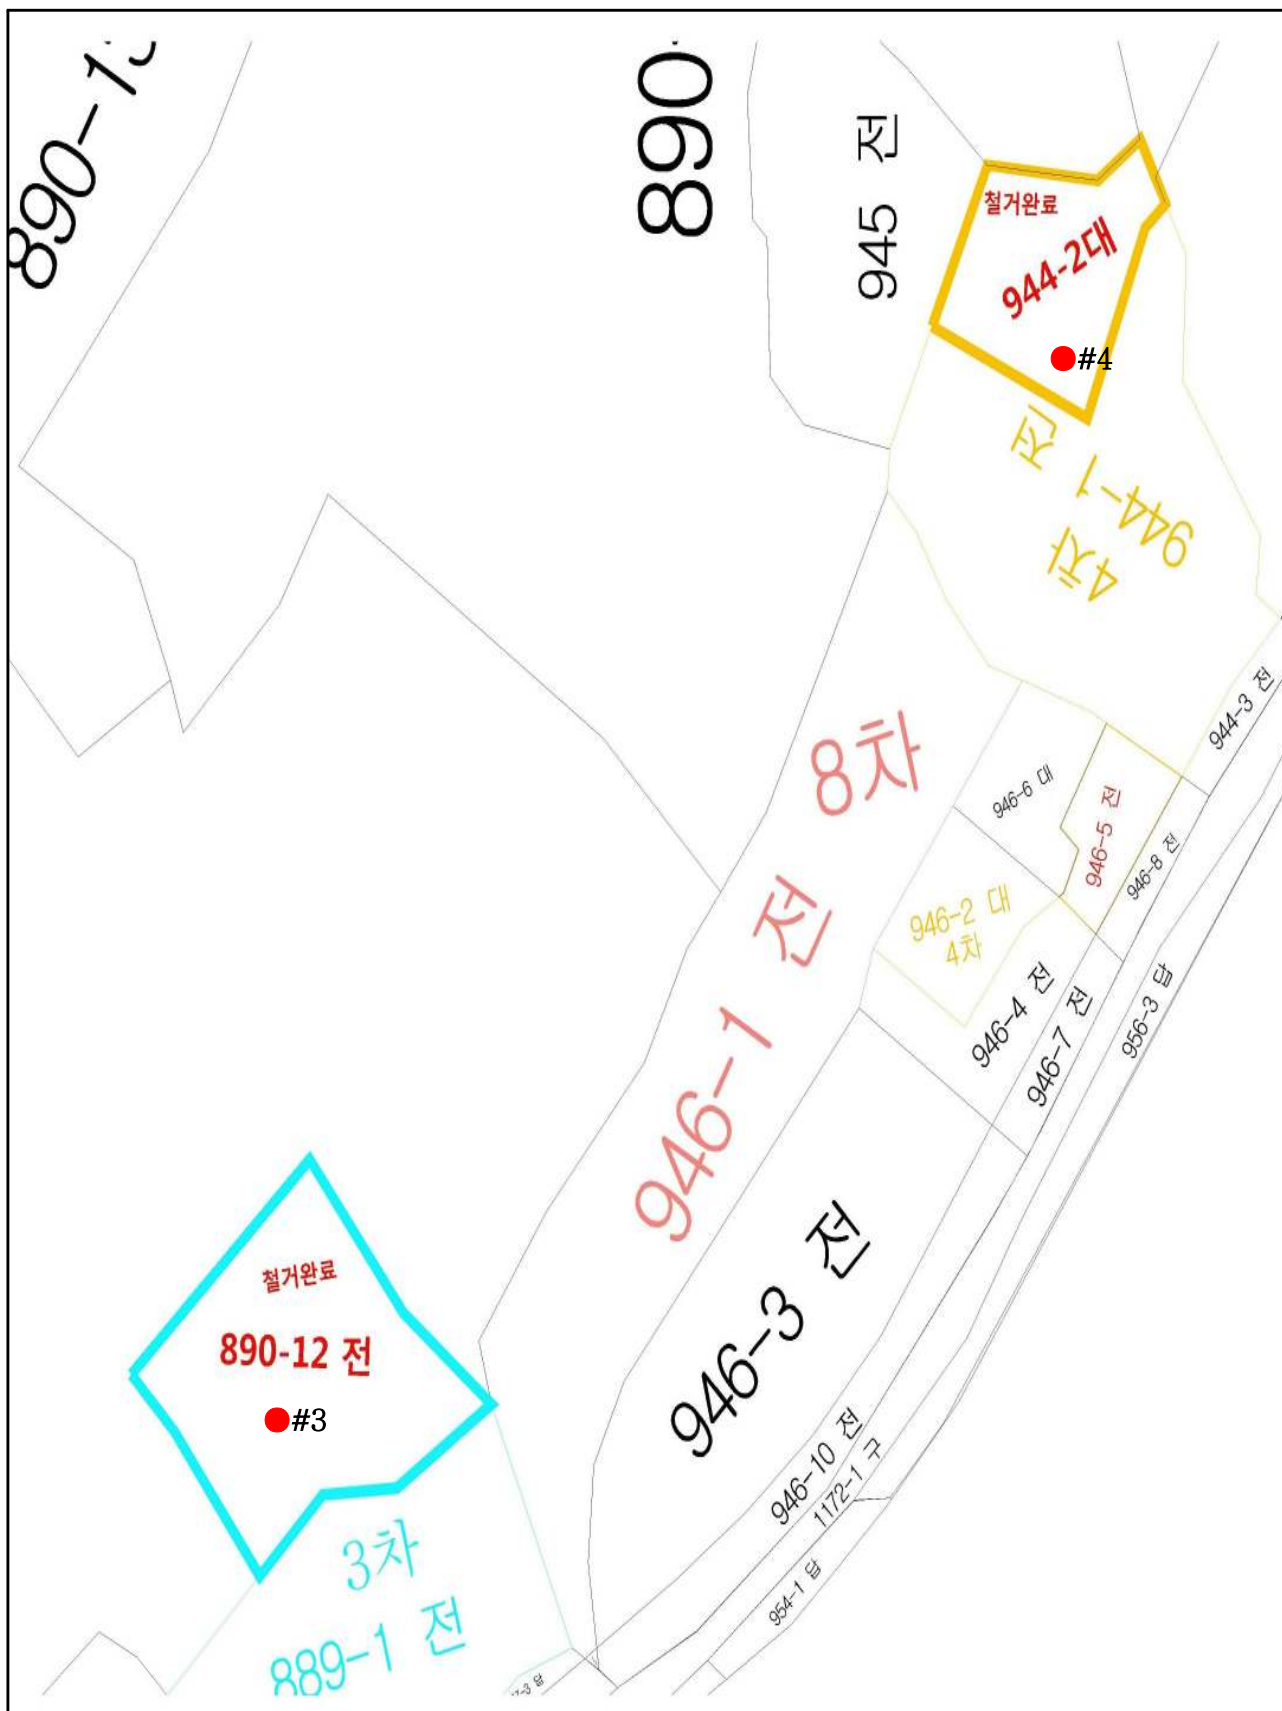 890-13
890-
945 전
철거완료
944-2대
#4
944-1 전
4차
944-3 전
8차
946-1 전
946-6 대
946-5 전
946-8 전
946-2 대
4차
946-4 전
946-7 전
956-3 답
946-3 전
철거완료
890-12 전
#3
946-10 전
1172-1 구
954-1 답
3차
889-1 전
-3 답